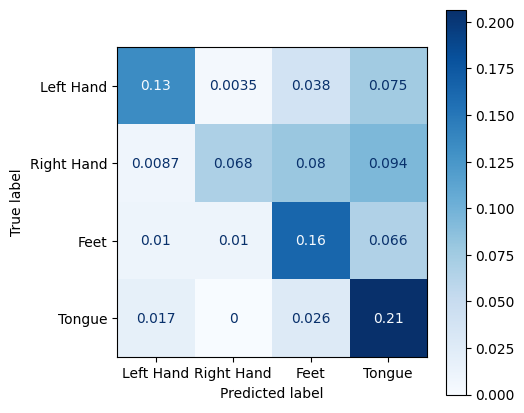 Left Hand 0.13 0.0035 0.038 0.075
Right Hand 0.0087 0.068 0.08 0.094
Feet 0.01 0.01 0.16 0.066
Tongue 0.017 0 0.026 0.21
Left Hand Right Hand Feet Tongue
Predicted label
True label
0.200
0.175
0.150
0.125
0.100
0.075
0.050
0.025
0.000